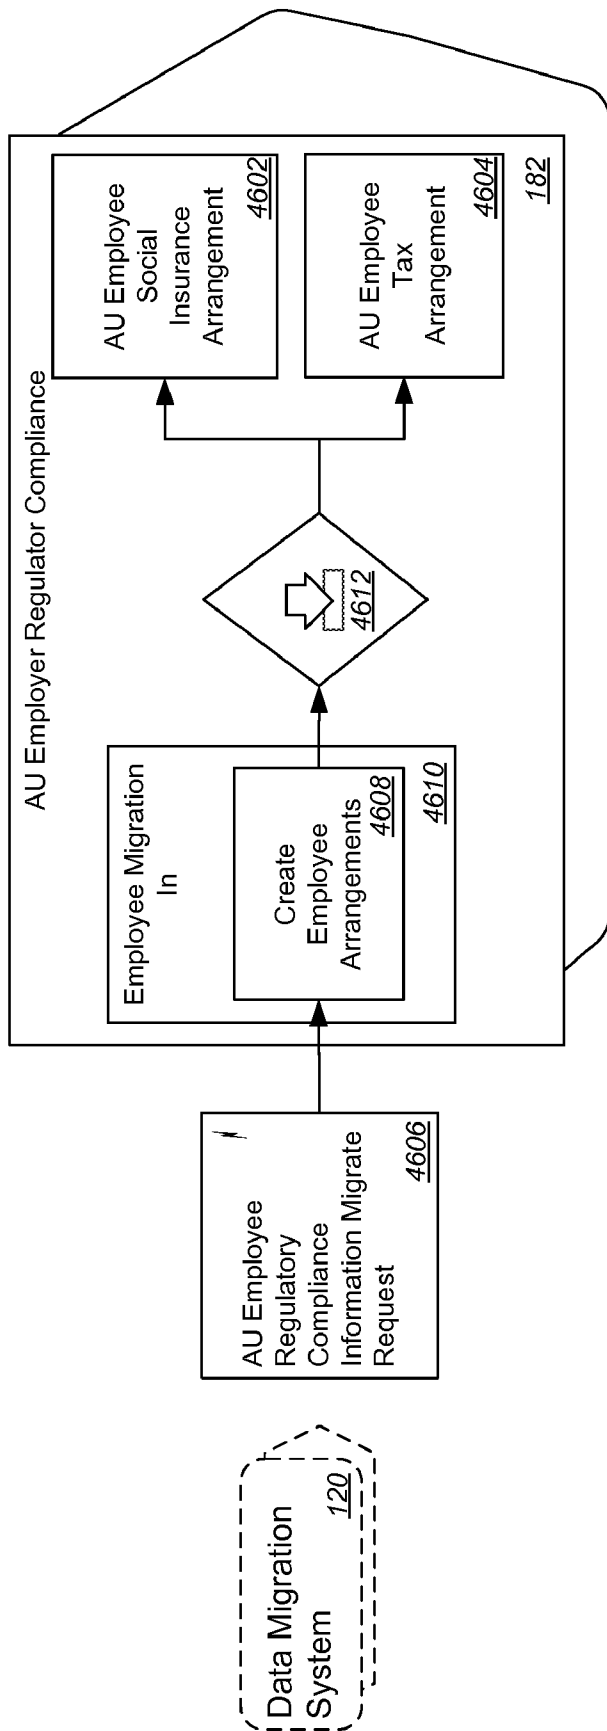 Data Migration
System
120
AU Employee
Regulatory
Compliance
Information Migrate
Request
4606
AU Employer Regulator Compliance
Employee Migration
In
Create
Employee
Arrangements
4608
4610
4612
AU Employee
Social
Insurance
Arrangement
4602
AU Employee
Tax
Arrangement
4604
182